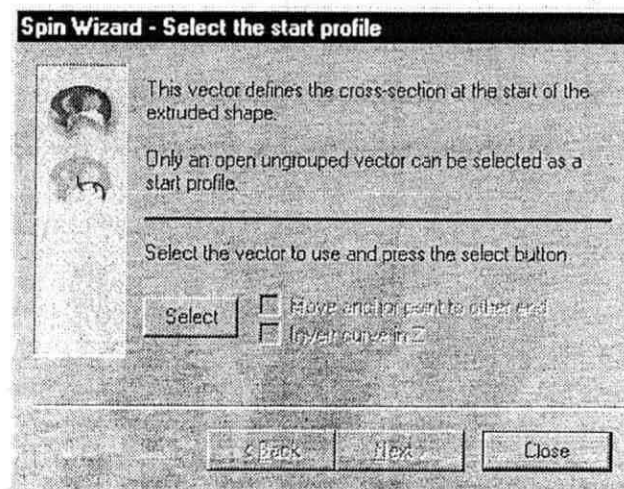 Spin Wizard - Select the start profile
This vector defines the cross-section at the start of the
extruded shape.
Only an open ungrouped vector can be selected as a
start profile.
Select the vector to use and press the select button
Select
Move anchor point to other end
Invert curve in Z
< Back
Next
Close